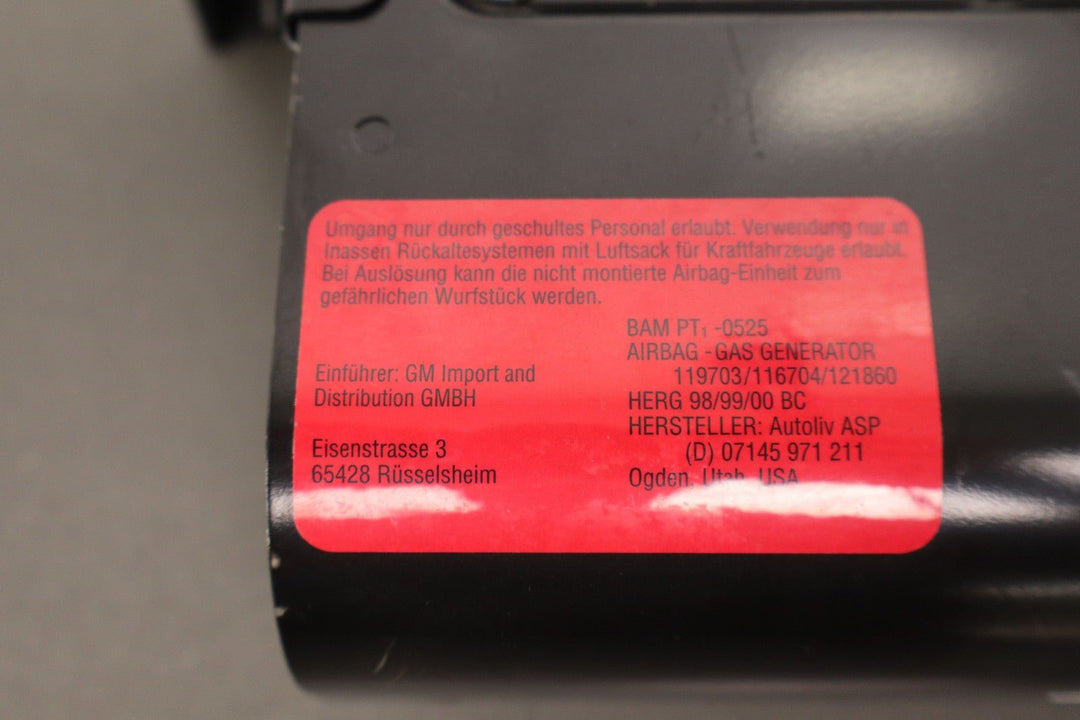 Umgang nur durch geschultes Personal erlaubt. Verwendung nur in
Inassen Rückaltesystemen mit Luftsack für Kraftfahrzeuge erlaubt.
Bei Auslösung kann die nicht montierte Airbag-Einheit zum
gefährlichen Wurfstück werden.
Einführer: GM Import and
Distribution GMBH
Eisenstrasse 3
65428 Rüsselsheim
BAM PT₁ -0525
AIRBAG - GAS GENERATOR
119703/116704/121860
HERG 98/99/00 BC
HERSTELLER: Autoliv ASP
(D) 07145 971 211
Ogden, Utah, USA